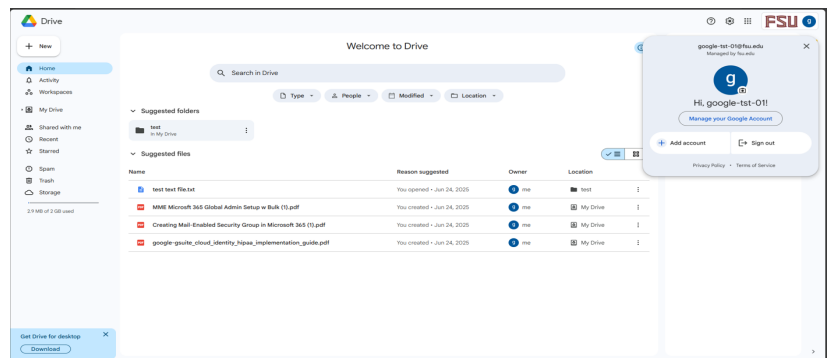 Drive
FSU
g
New
Home
Activity
Workspaces
My Drive
Shared with me
Recent
Starred
Spam
Trash
Storage
2.9 MB of 2 GB used
Get Drive for desktop
Download
Welcome to Drive
Search in Drive
Type People Modified Location
Suggested folders
test
In My Drive
Suggested files
Name Reason suggested Owner Location
test text file.txt You opened • Jun 24, 2025 g me test
MME Microsft 365 Global Admin Setup w Bulk (1).pdf You created • Jun 24, 2025 g me My Drive
Creating Mail-Enabled Security Group in Microsoft 365 (1).pdf You created • Jun 24, 2025 g me My Drive
google-gsuite_cloud_identity_hipaa_implementation_guide.pdf You created • Jun 24, 2025 g me My Drive
google-tst-01@fsu.edu
Managed by fsu.edu
g
Hi, google-tst-01!
Manage your Google Account
Add account Sign out
Privacy Policy • Terms of Service